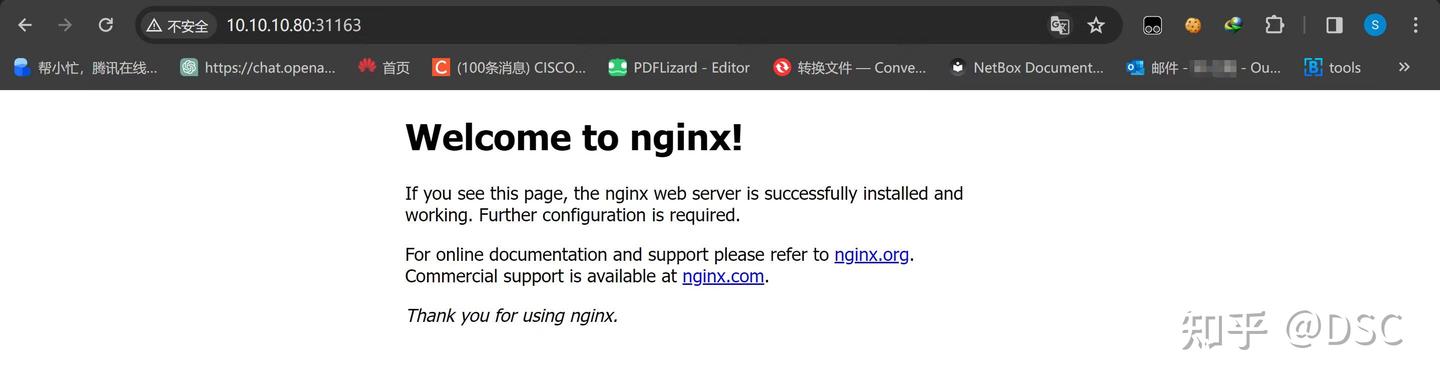 不安全 10.10.10.80:31163 S
帮小忙，腾讯在线... https://chat.opena... 首页 C (100条消息) CISCO... PDFLizard - Editor 转换文件 — Conve... NetBox Document... 邮件 - - Ou... B tools »
Welcome to nginx!
If you see this page, the nginx web server is successfully installed and
working. Further configuration is required.
For online documentation and support please refer to nginx.org.
Commercial support is available at nginx.com.
Thank you for using nginx.
知乎 @DSC